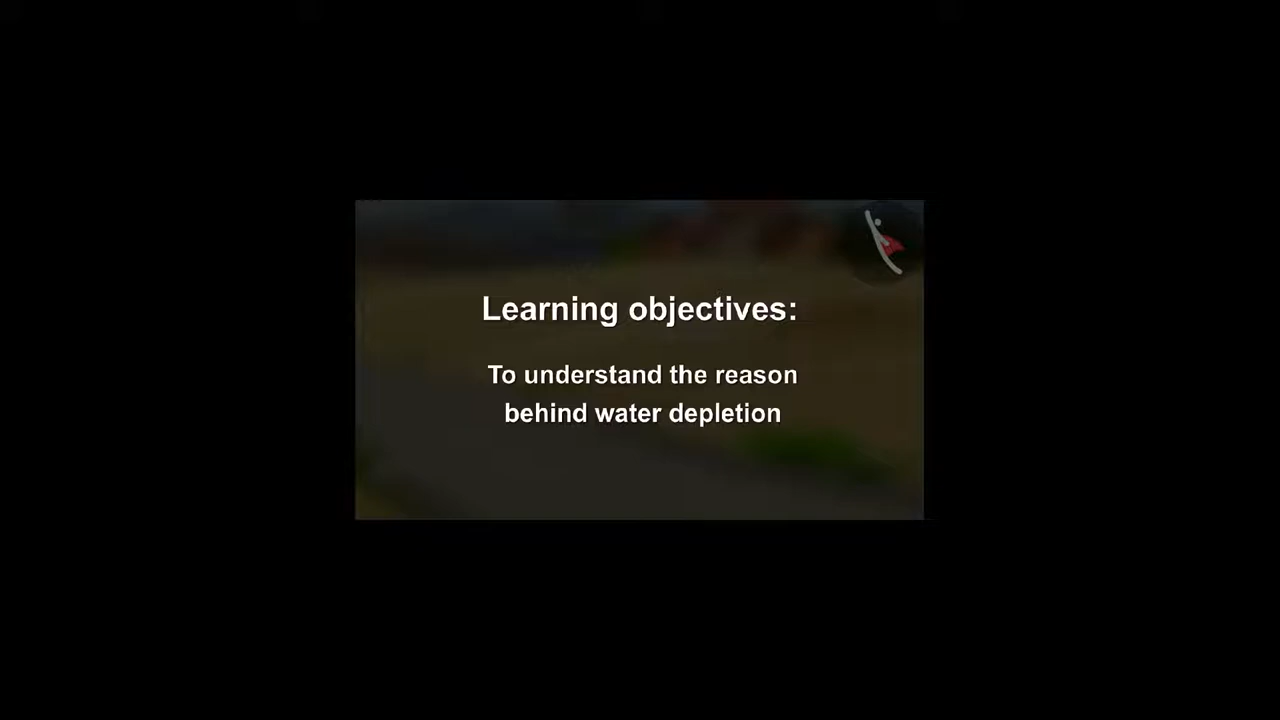 Learning objectives:
To understand the reason
behind water depletion